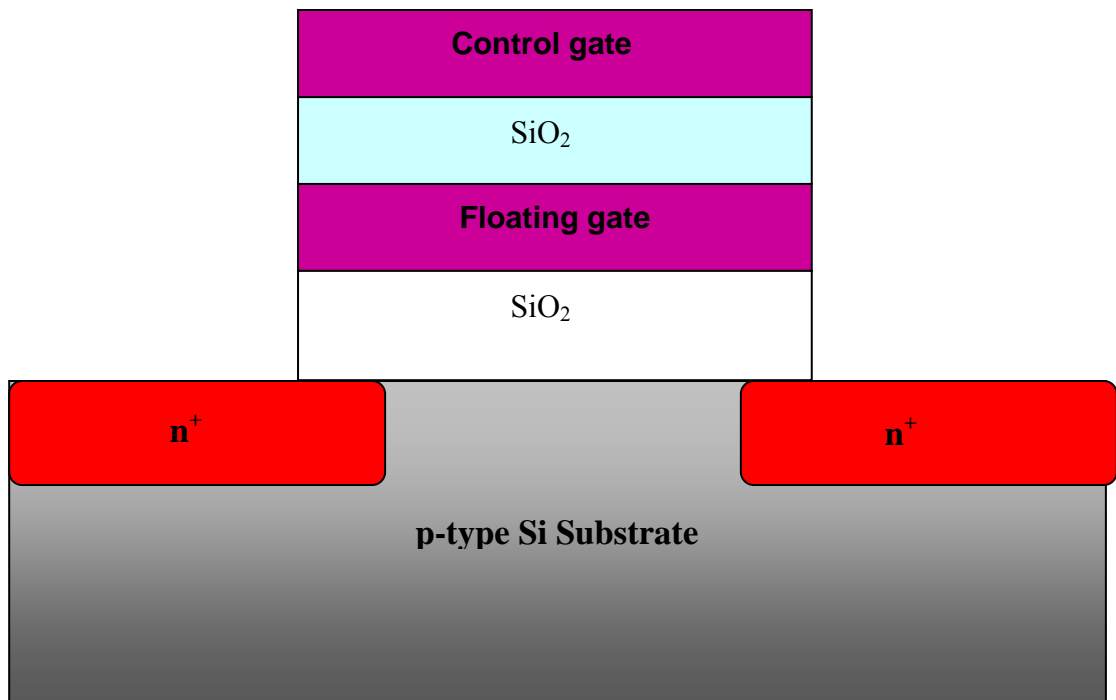 Control gate
SiO₂
Floating gate
SiO₂
n⁺ n⁺
p-type Si Substrate